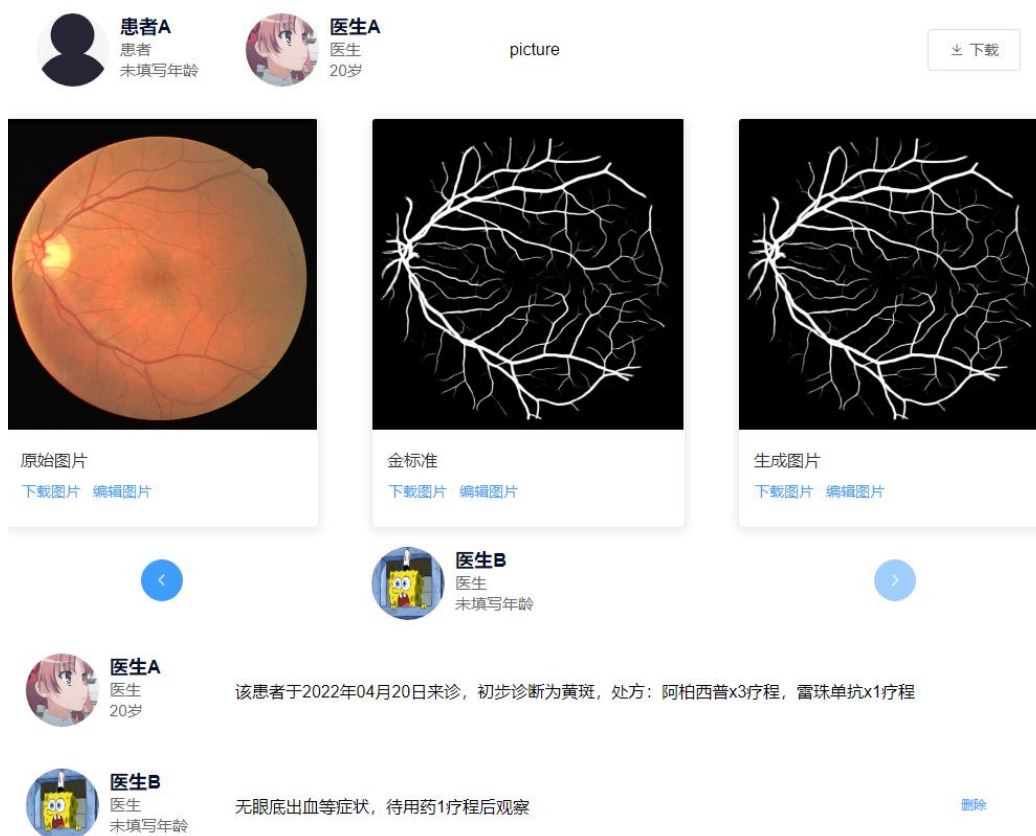 患者A
患者
未填写年龄
医生A
医生
20岁
picture
下载
原始图片
下载图片 编辑图片
金标准
下载图片 编辑图片
生成图片
下载图片 编辑图片
医生B
医生
未填写年龄
医生A
医生
20岁
该患者于2022年04月20日来诊，初步诊断为黄斑，处方：阿柏西普x3疗程，雷珠单抗x1疗程
医生B
医生
未填写年龄
无眼底出血等症状，待用药1疗程后观察
删除